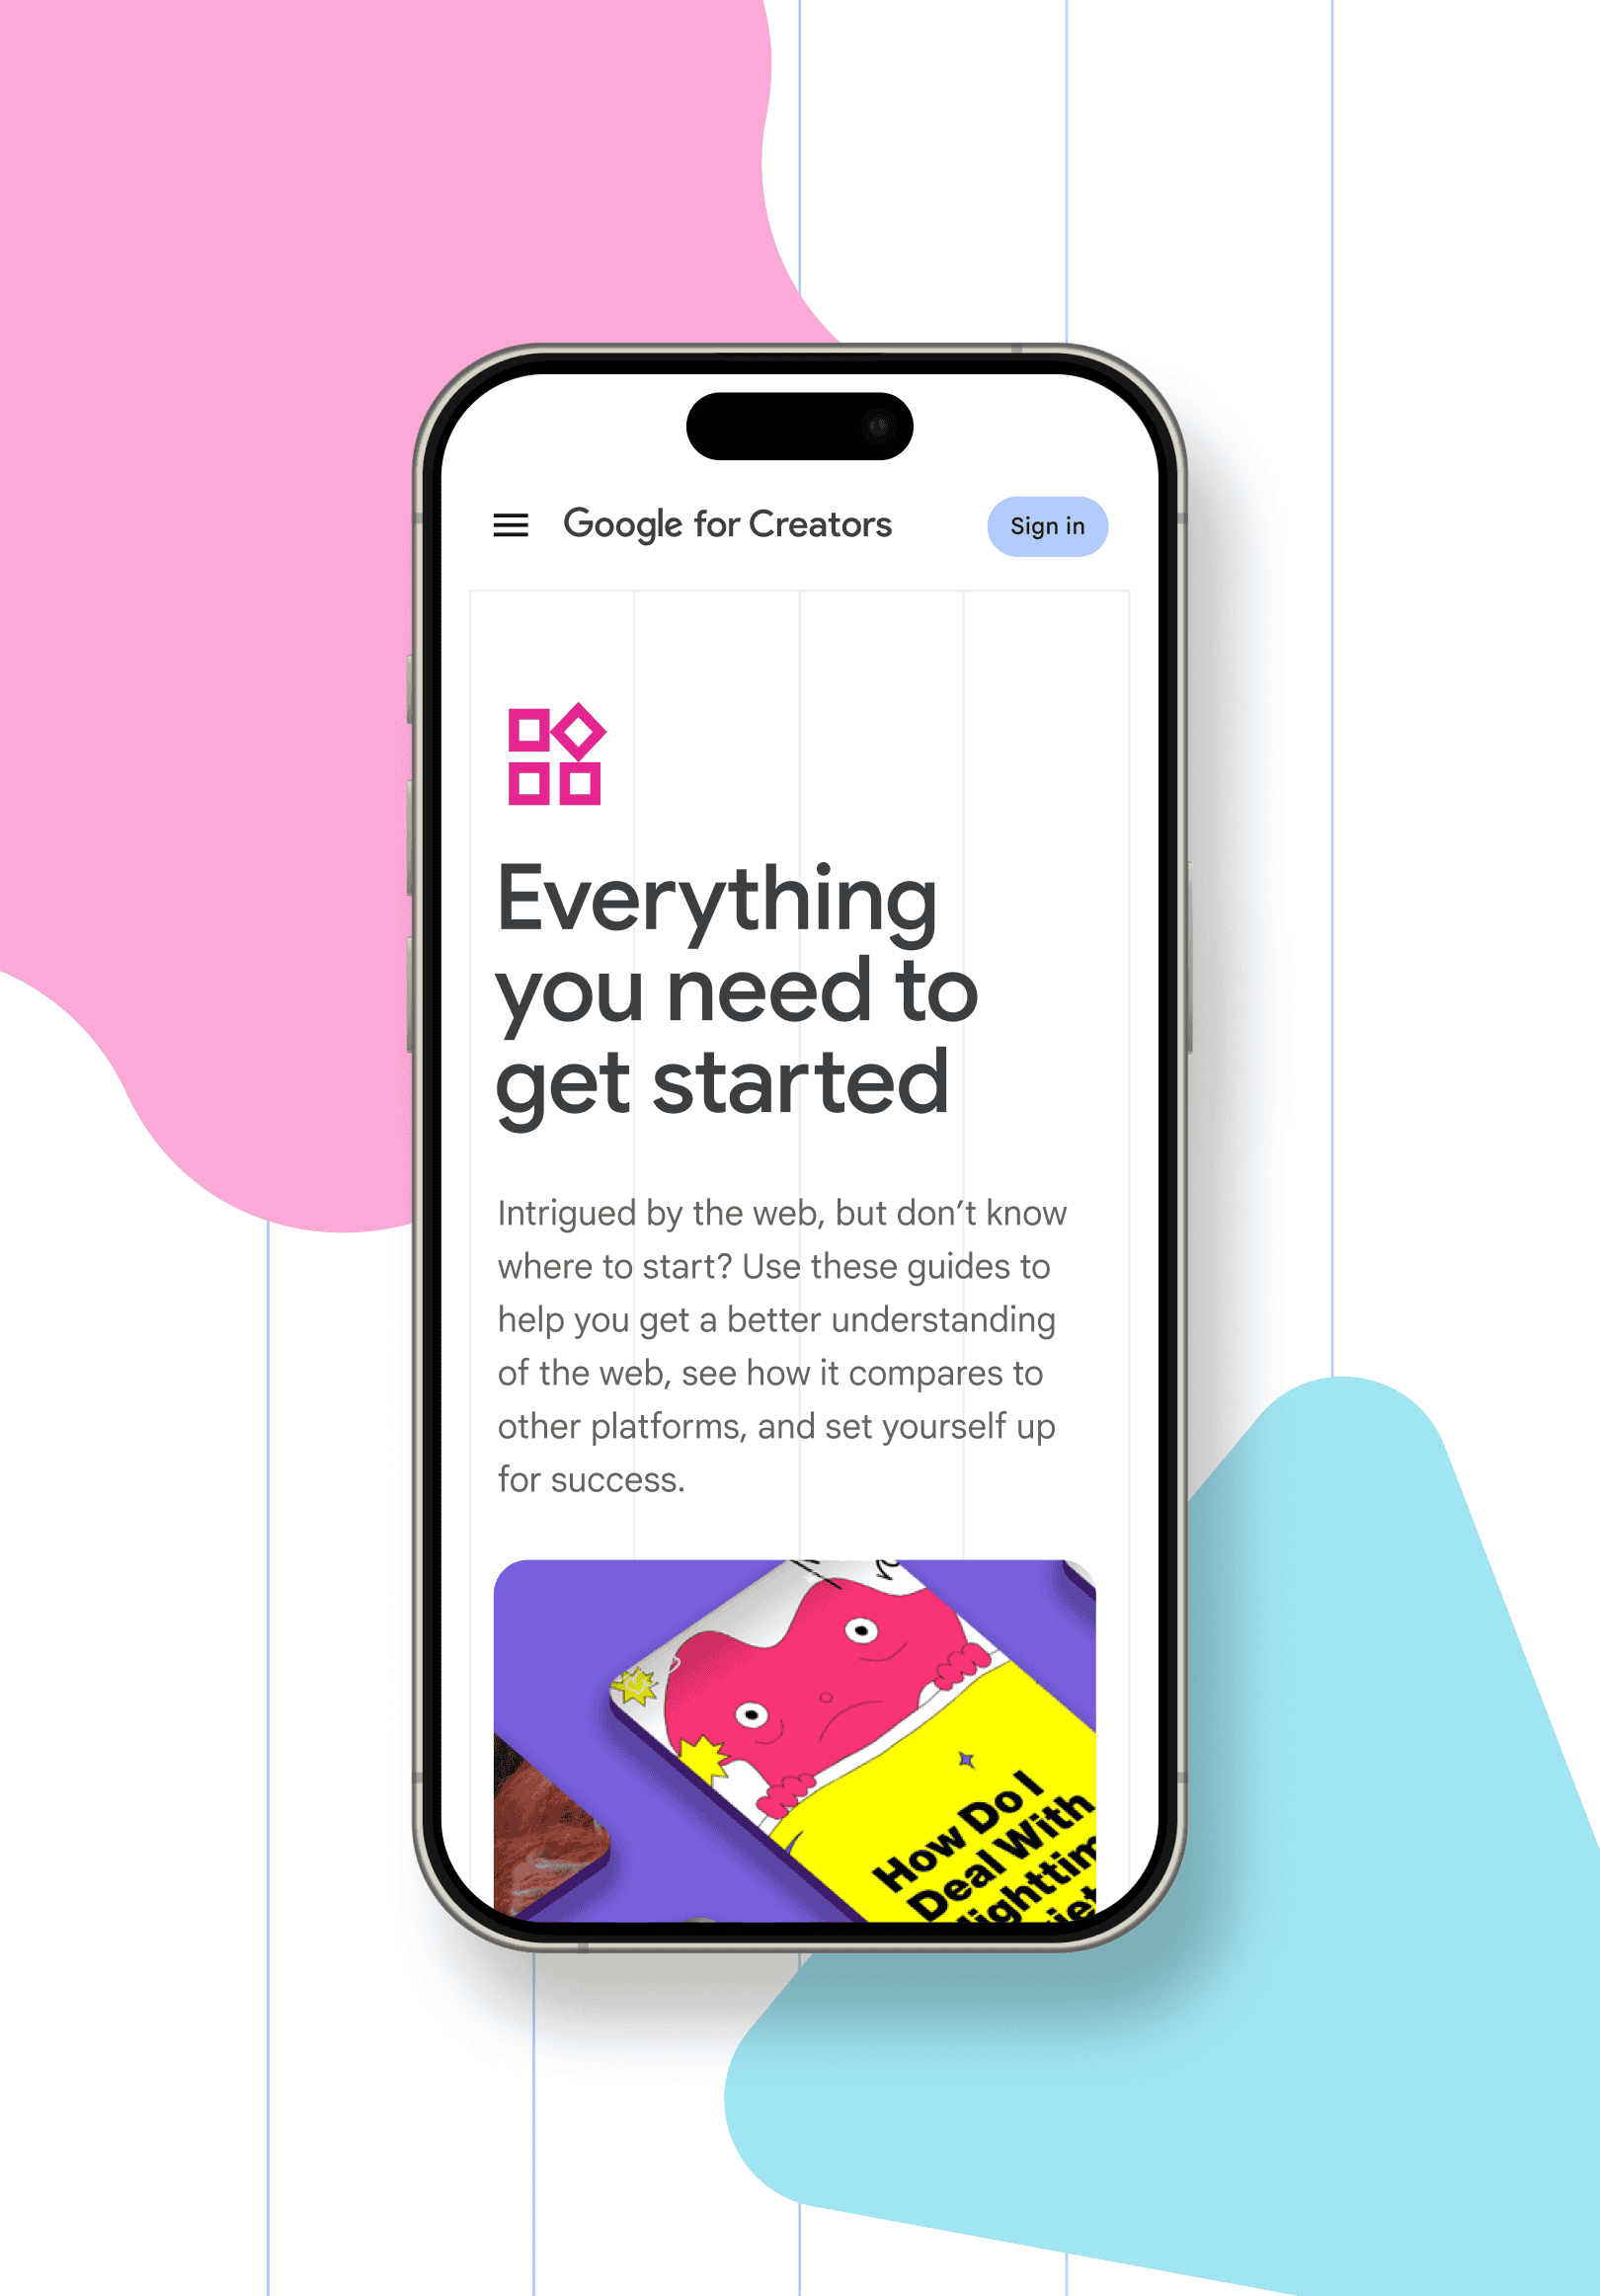 Google for Creators
Sign in
Everything
you need to
get started
Intrigued by the web, but don’t know
where to start? Use these guides to
help you get a better understanding
of the web, see how it compares to
other platforms, and set yourself up
for success.
How Do I
Deal With